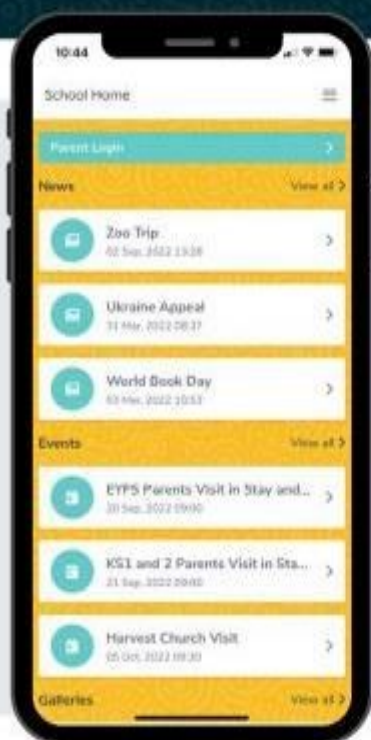 10:44
School Home
Parent Login
News
View all
Zoo Trip
02 Sep, 2022 13:28
Ukraine Appeal
31 Mar, 2022 08:37
World Book Day
03 Mar, 2022 10:53
Events
View all
EYFS Parents Visit in Stay and...
20 Sep, 2022 09:00
KS1 and 2 Parents Visit in Sta...
21 Sep, 2022 09:00
Harvest Church Visit
05 Oct, 2022 09:30
Galleries
View all